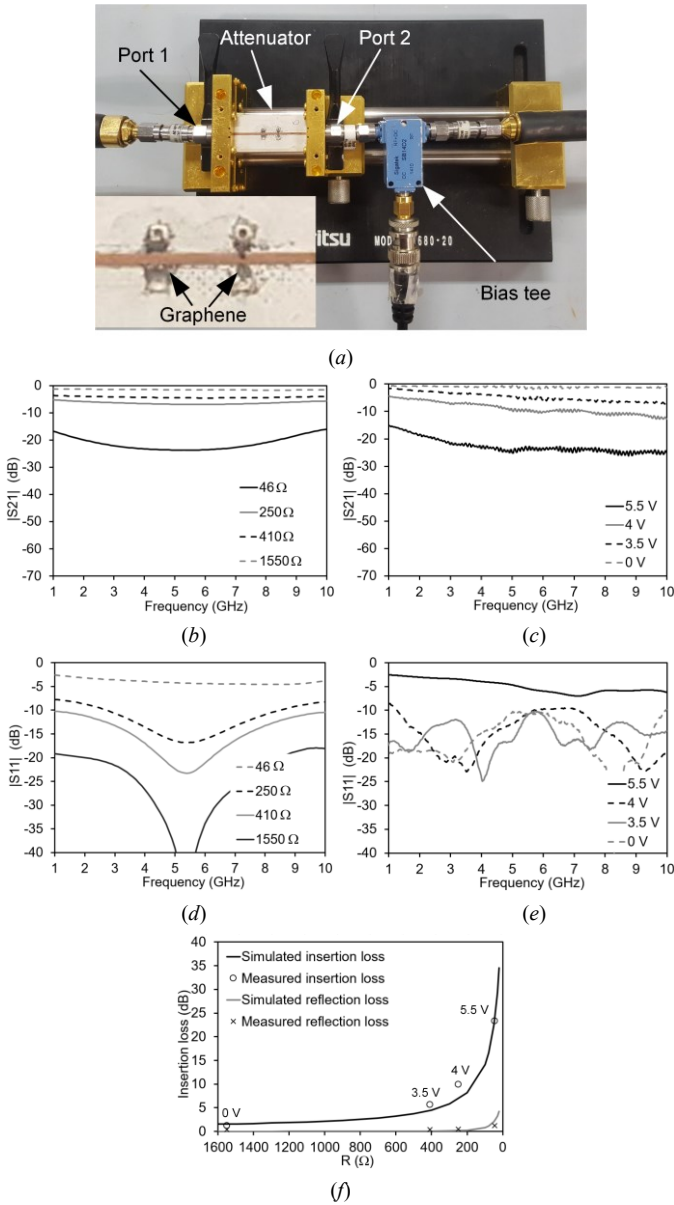 Attenuator
Port 1
Port 2
ritsu
MOD
680-20
Graphene
Bias tee
(a)
|S21| (dB)
0
-10
-20
-30
-40
-50
-60
-70
46 Ω
250 Ω
410 Ω
1550 Ω
1 2 3 4 5 6 7 8 9 10
Frequency (GHz)
(b)
|S21| (dB)
0
-10
-20
-30
-40
-50
-60
-70
5.5 V
4 V
3.5 V
0 V
1 2 3 4 5 6 7 8 9 10
Frequency (GHz)
(c)
|S11| (dB)
0
-5
-10
-15
-20
-25
-30
-35
-40
46 Ω
250 Ω
410 Ω
1550 Ω
1 2 3 4 5 6 7 8 9 10
Frequency (GHz)
(d)
|S11| (dB)
0
-5
-10
-15
-20
-25
-30
-35
-40
5.5 V
4 V
3.5 V
0 V
1 2 3 4 5 6 7 8 9 10
Frequency (GHz)
(e)
Insertion loss (dB)
40
35
30
25
20
15
10
5
0
Simulated insertion loss
Measured insertion loss
Simulated reflection loss
Measured reflection loss
5.5 V
4 V
3.5 V
0 V
1600 1400 1200 1000 800 600 400 200 0
R (Ω)
(f)